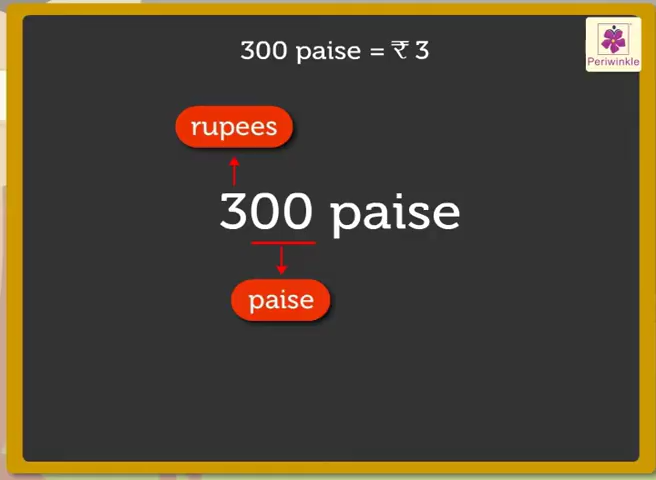 300 paise = ₹ 3
Periwinkle
rupees
300 paise
paise